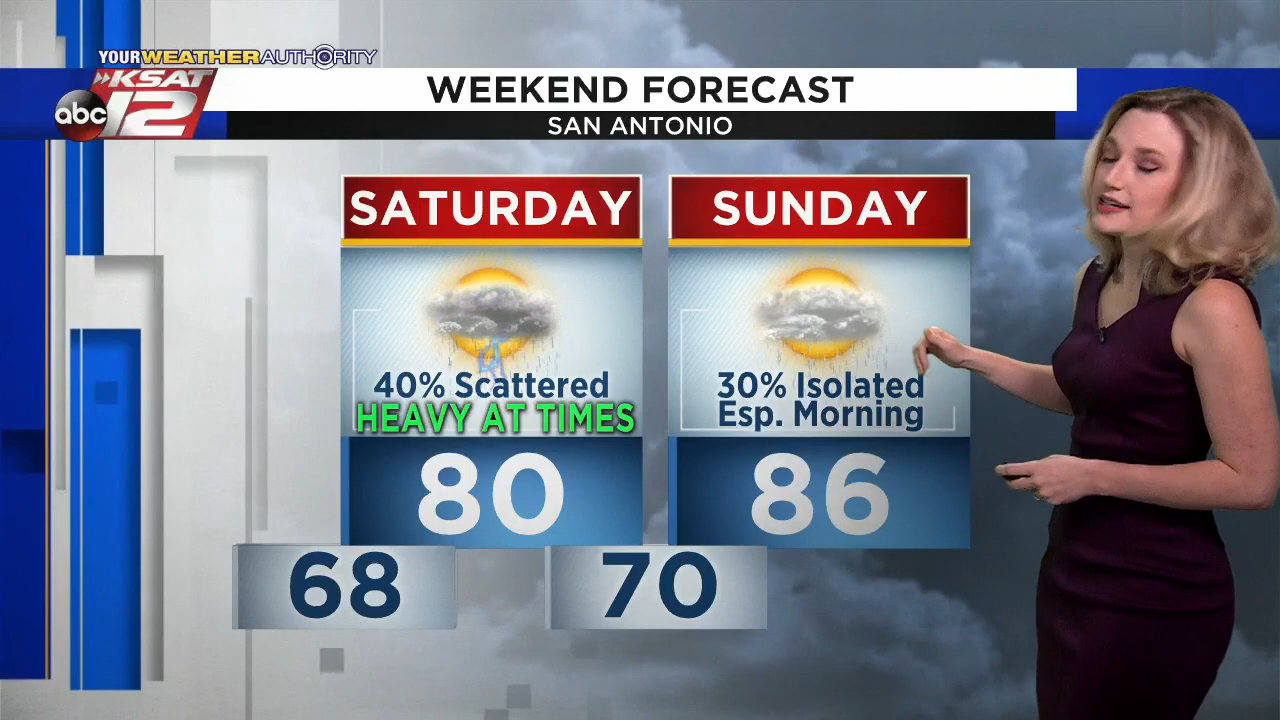 YOURWEATHERAUTHORITY
KSAT
abc
12
WEEKEND FORECAST
SAN ANTONIO
SATURDAY
40% Scattered
HEAVY AT TIMES
80
68
SUNDAY
30% Isolated
Esp. Morning
86
70